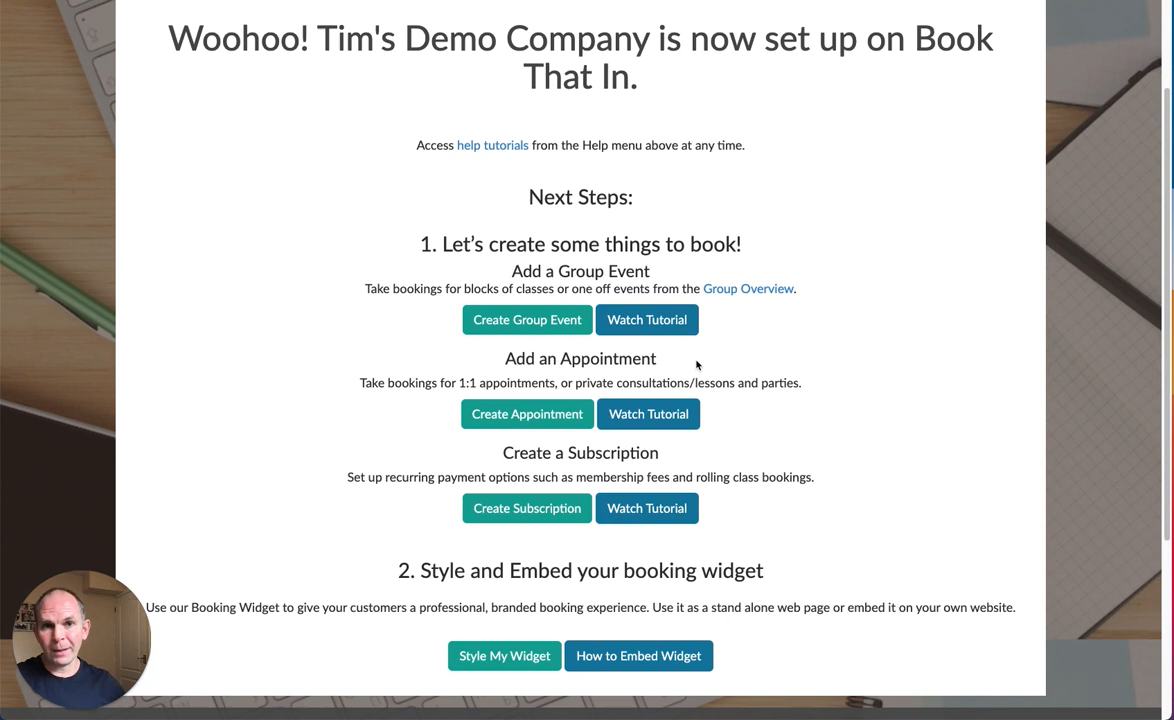 Woohoo! Tim's Demo Company is now set up on Book
That In.
Access help tutorials from the Help menu above at any time.
Next Steps:
1. Let’s create some things to book!
Add a Group Event
Take bookings for blocks of classes or one off events from the Group Overview.
Create Group Event Watch Tutorial
Add an Appointment
Take bookings for 1:1 appointments, or private consultations/lessons and parties.
Create Appointment Watch Tutorial
Create a Subscription
Set up recurring payment options such as membership fees and rolling class bookings.
Create Subscription Watch Tutorial
2. Style and Embed your booking widget
Use our Booking Widget to give your customers a professional, branded booking experience. Use it as a stand alone web page or embed it on your own website.
Style My Widget How to Embed Widget